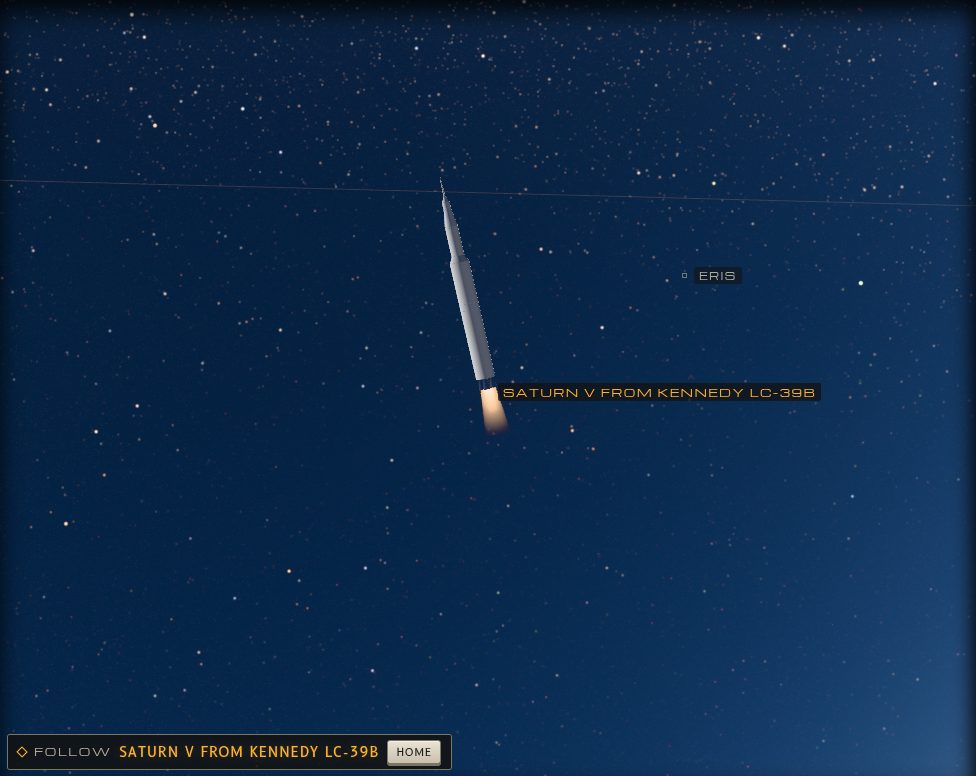 ERIS
SATURN V FROM KENNEDY LC-39B
FOLLOW SATURN V FROM KENNEDY LC-39B HOME